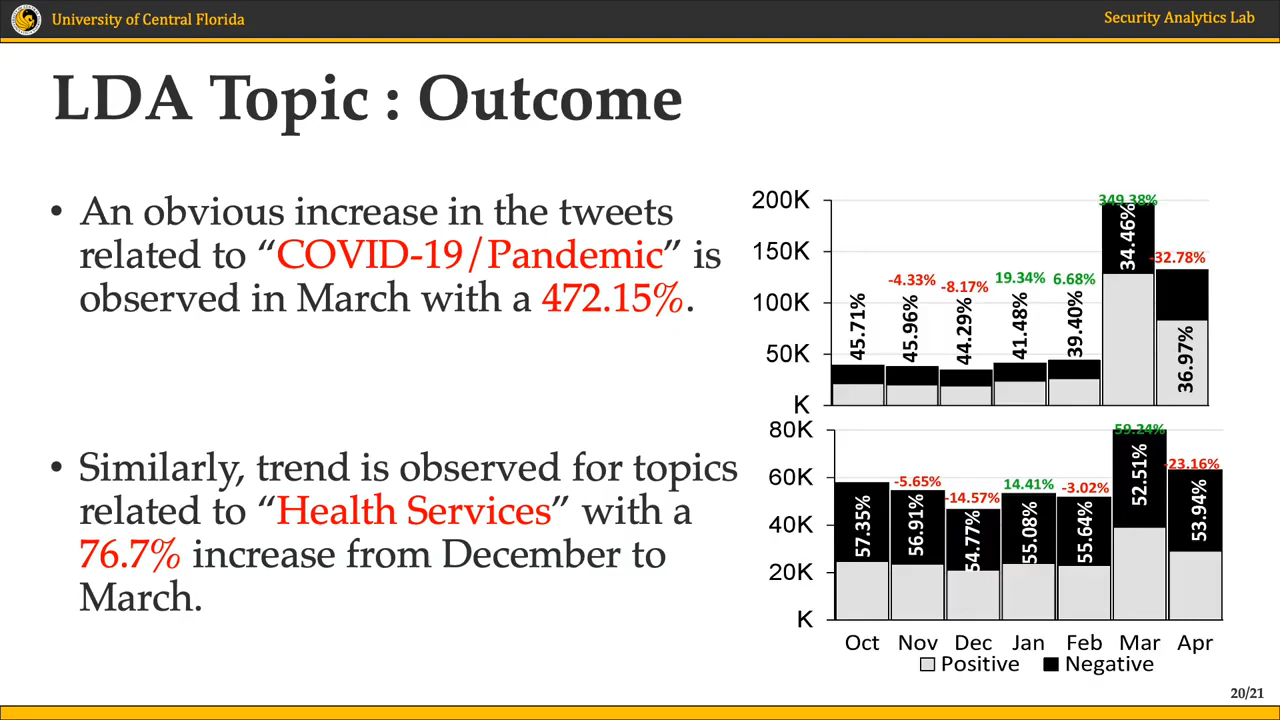 University of Central Florida
Security Analytics Lab
LDA Topic : Outcome
• An obvious increase in the tweets
related to “COVID-19/Pandemic” is
observed in March with a 472.15%.
• Similarly, trend is observed for topics
related to “Health Services” with a
76.7% increase from December to
March.
200K
150K
100K
50K
K
-4.33%
-8.17%
19.34%
6.68%
349.38%
-32.78%
45.71%
45.96%
44.29%
41.48%
39.40%
34.46%
36.97%
80K
60K
40K
20K
K
-5.65%
-14.57%
14.41%
-3.02%
59.24%
-23.16%
57.35%
56.91%
54.77%
55.08%
55.64%
52.51%
53.94%
Oct Nov Dec Jan Feb Mar Apr
Positive Negative
20/21